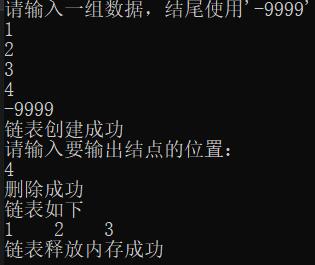 请输入一组数据，结尾使用'-9999'
1
2
3
4
-9999
链表创建成功
请输入要输出结点的位置：
4
删除成功
链表如下
1 2 3
链表释放内存成功